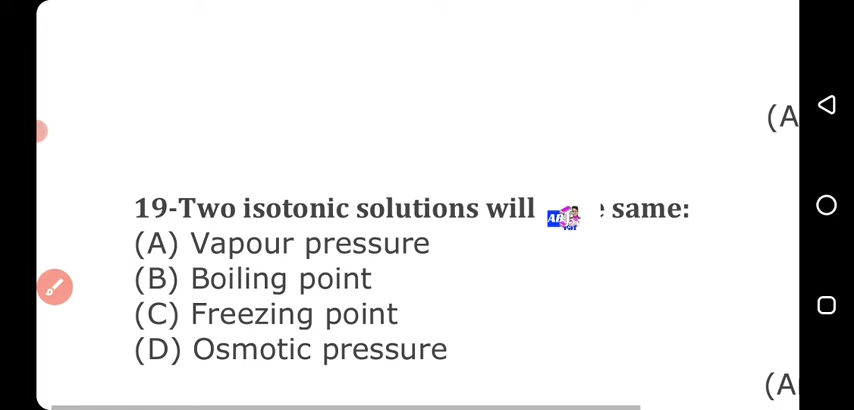 (A
19-Two isotonic solutions will same:
(A) Vapour pressure
(B) Boiling point
(C) Freezing point
(D) Osmotic pressure
(A